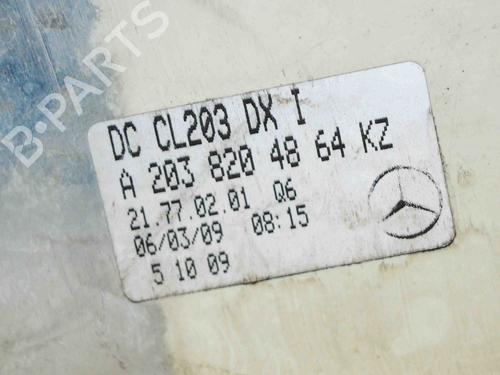 B-PARTS
DC CL203 DX I
A 203 820 48 64 KZ
21.77.02.01 Q6
06/03/09 08:15
5 10 09